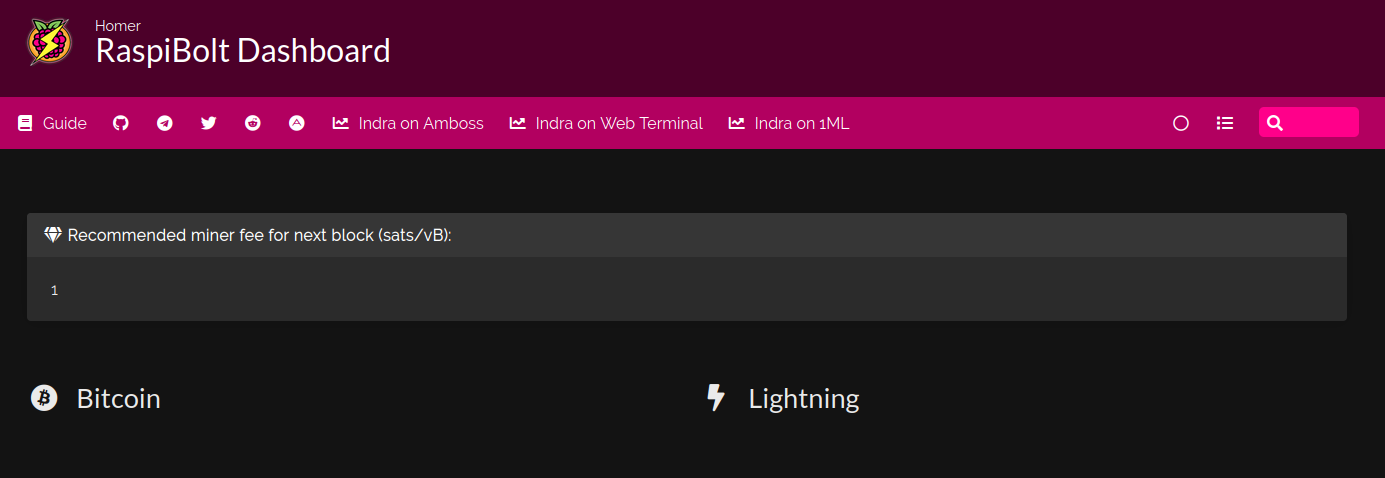 Homer
RaspiBolt Dashboard
Guide Indra on Amboss Indra on Web Terminal Indra on 1ML
Recommended miner fee for next block (sats/vB):
1
Bitcoin Lightning